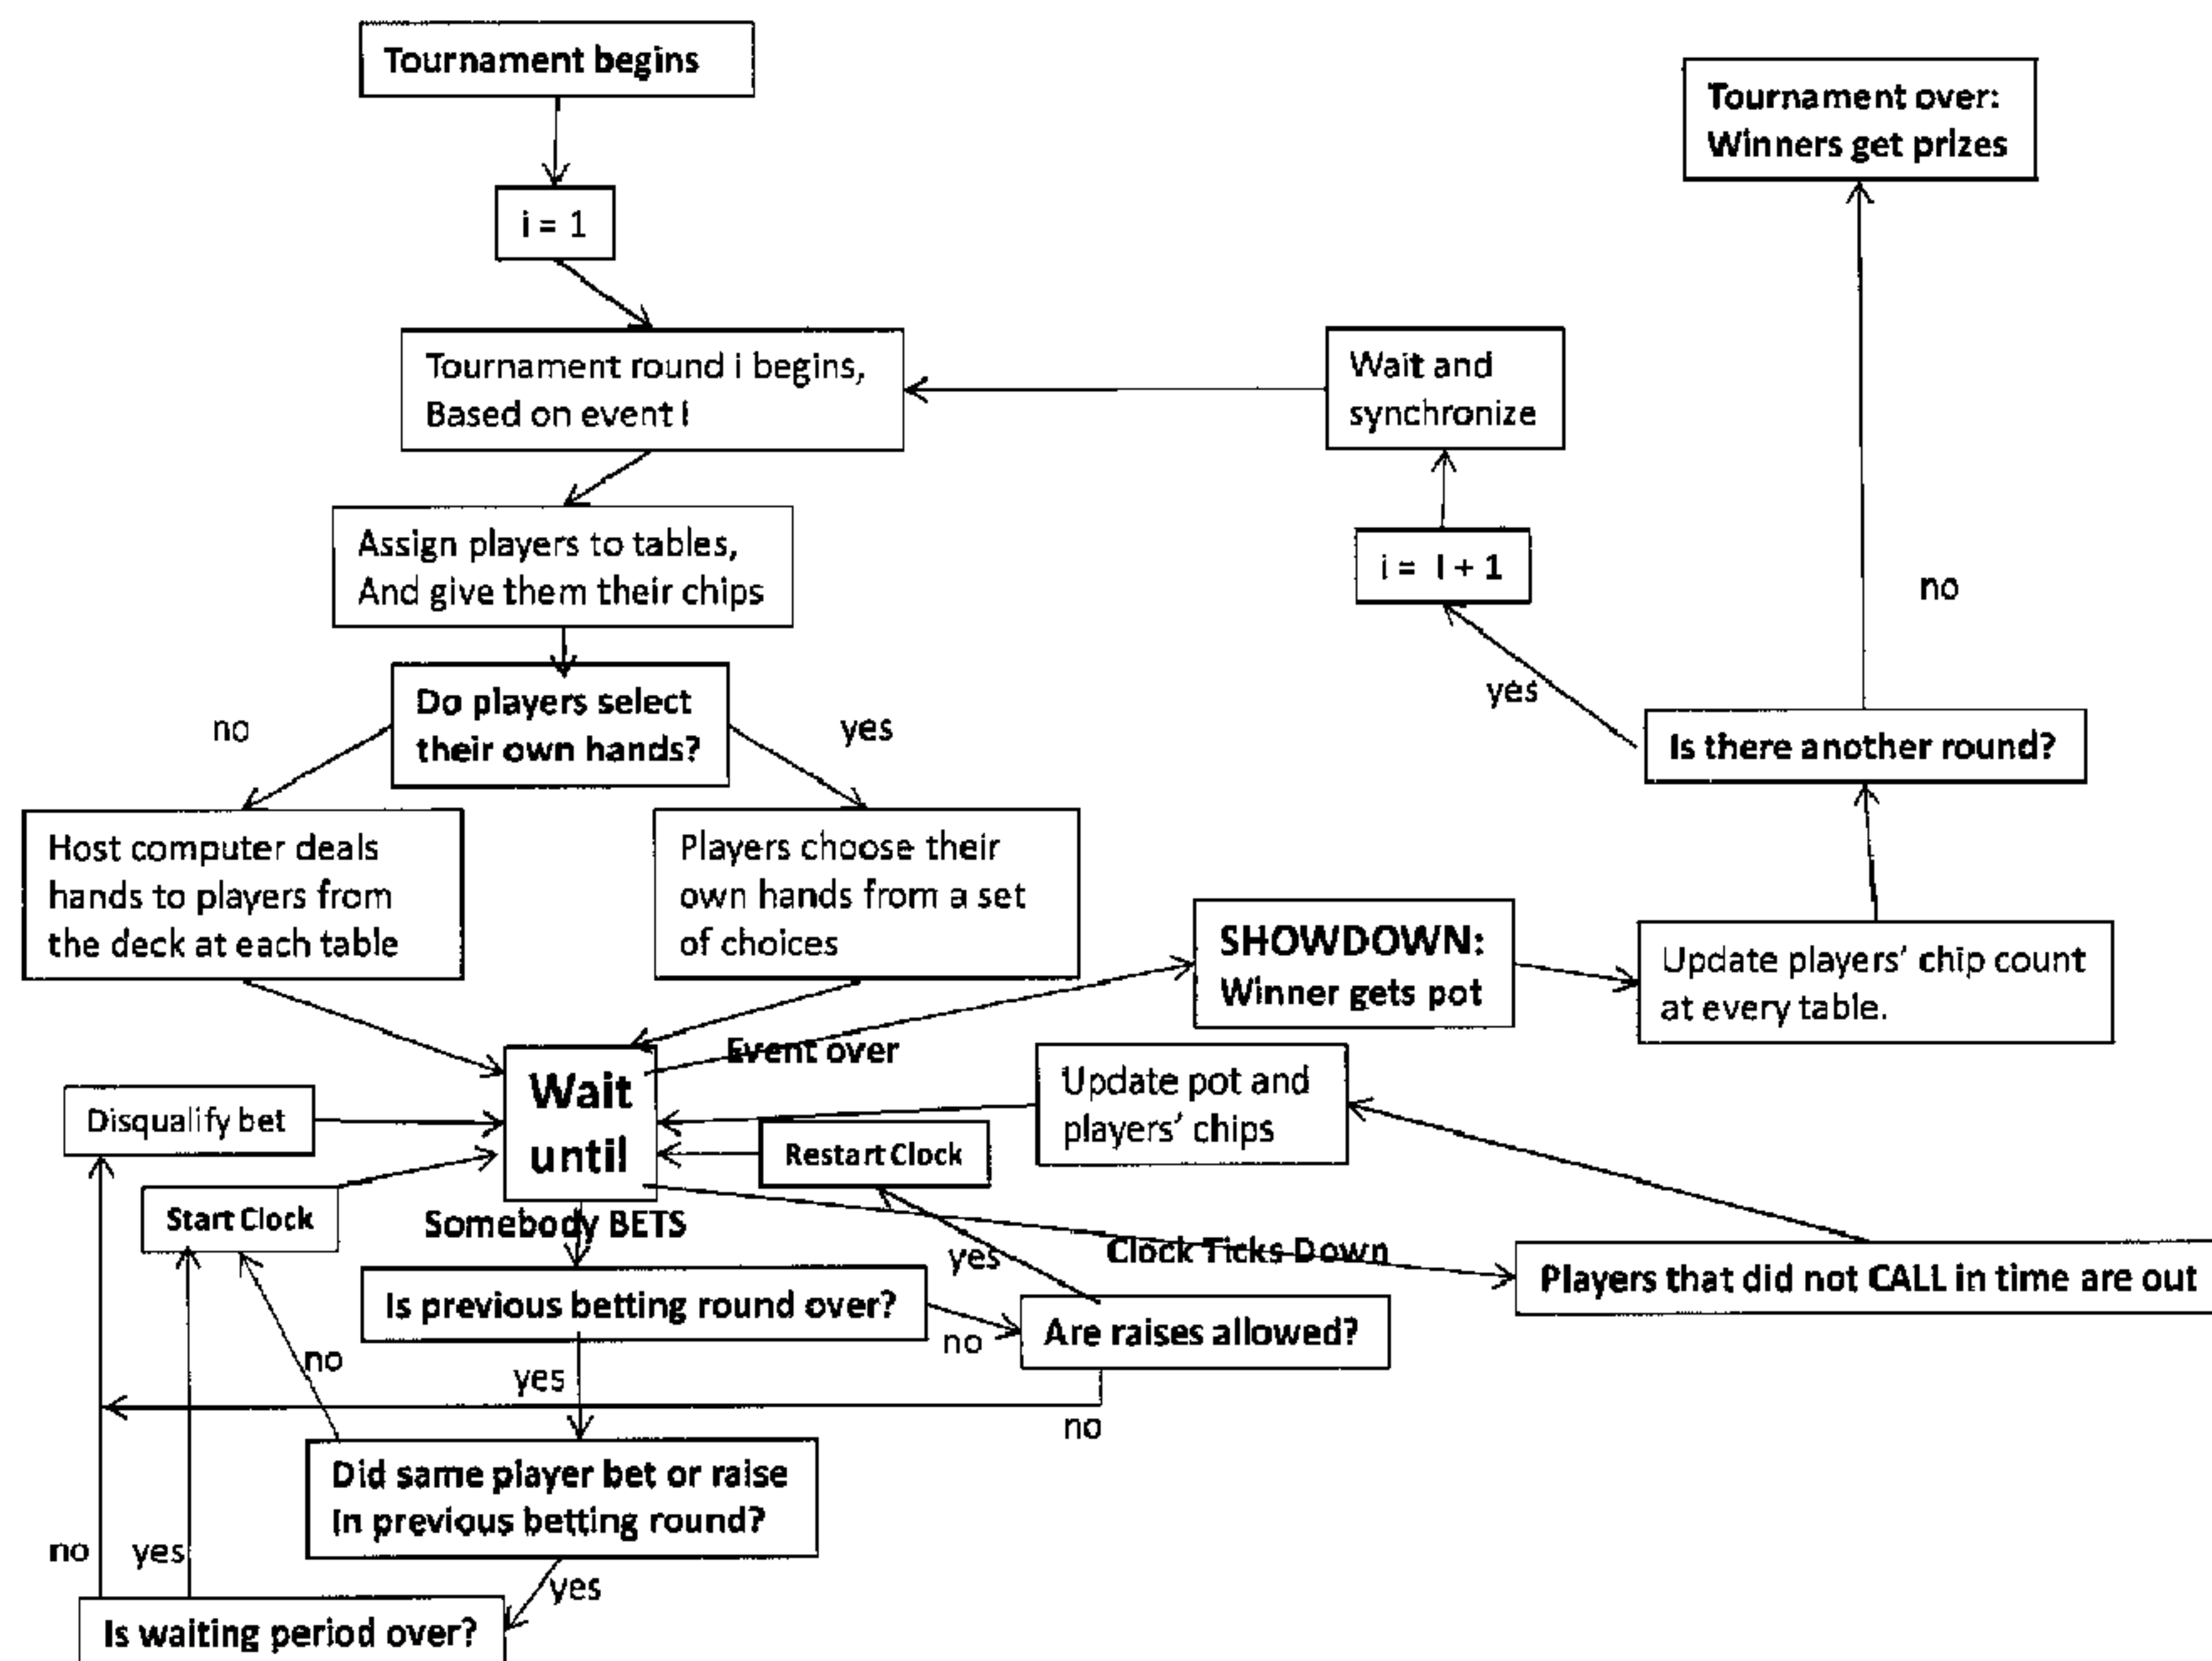 Tournament begins
Tournament over:
Winners get prizes
i = 1
Tournament round i begins,
Based on event I
Wait and
synchronize
Assign players to tables,
And give them their chips
i = I + 1
no
Do players select
their own hands?
no
yes
yes
Is there another round?
Host computer deals
hands to players from
the deck at each table
Players choose their
own hands from a set
of choices
SHOWDOWN:
Winner gets pot
Update players' chip count
at every table.
Event over
Wait
until
Disqualify bet
Update pot and
players' chips
Restart Clock
Start Clock
Somebody BETS
yes
Clock Ticks Down
Players that did not CALL in time are out
Is previous betting round over?
no
Are raises allowed?
no
yes
no
Did same player bet or raise
In previous betting round?
no
yes
yes
Is waiting period over?